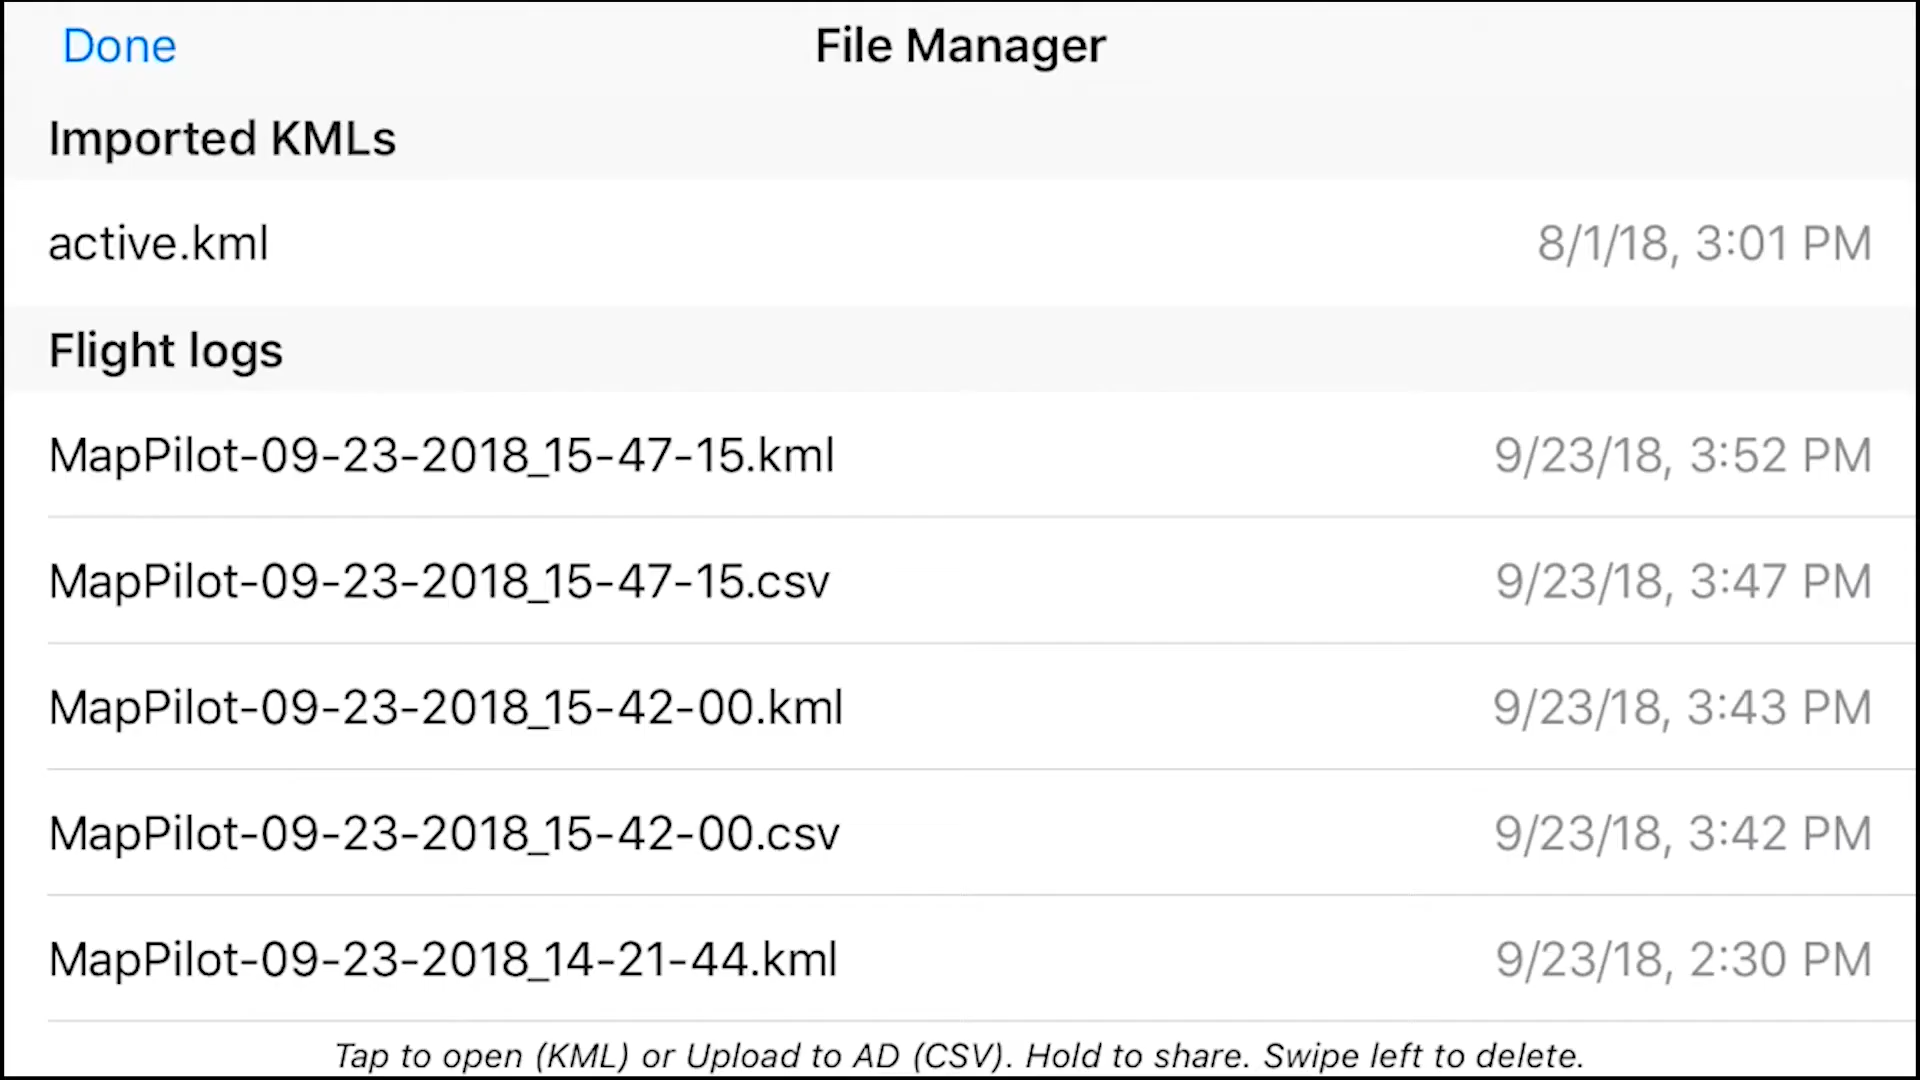 Done
File Manager
Imported KMLs
active.kml 8/1/18, 3:01 PM
Flight logs
MapPilot-09-23-2018_15-47-15.kml 9/23/18, 3:52 PM
MapPilot-09-23-2018_15-47-15.csv 9/23/18, 3:47 PM
MapPilot-09-23-2018_15-42-00.kml 9/23/18, 3:43 PM
MapPilot-09-23-2018_15-42-00.csv 9/23/18, 3:42 PM
MapPilot-09-23-2018_14-21-44.kml 9/23/18, 2:30 PM
Tap to open (KML) or Upload to AD (CSV). Hold to share. Swipe left to delete.